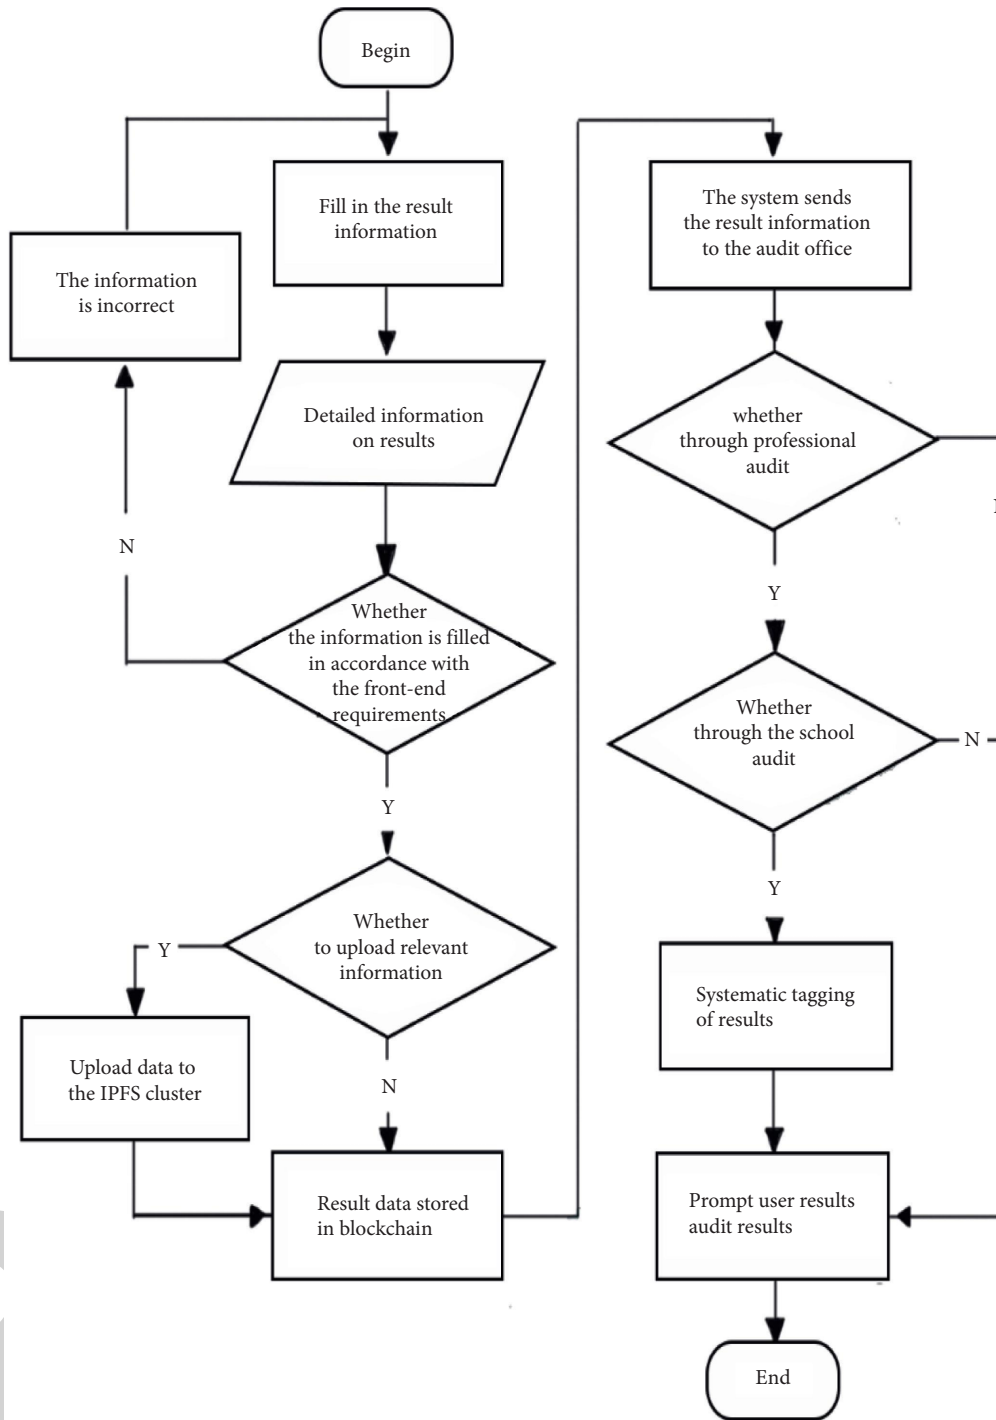 Begin
Fill in the result
information
The information
is incorrect
Detailed information
on results
N
Whether
the information is filled
in accordance with
the front-end
requirements
Y
Whether
to upload relevant
information
Y
Upload data to
the IPFS cluster
N
Result data stored
in blockchain
The system sends
the result information
to the audit office
whether
through professional
audit
Y
Whether
through the school
audit
N
Y
Systematic tagging
of results
Prompt user results
audit results
End